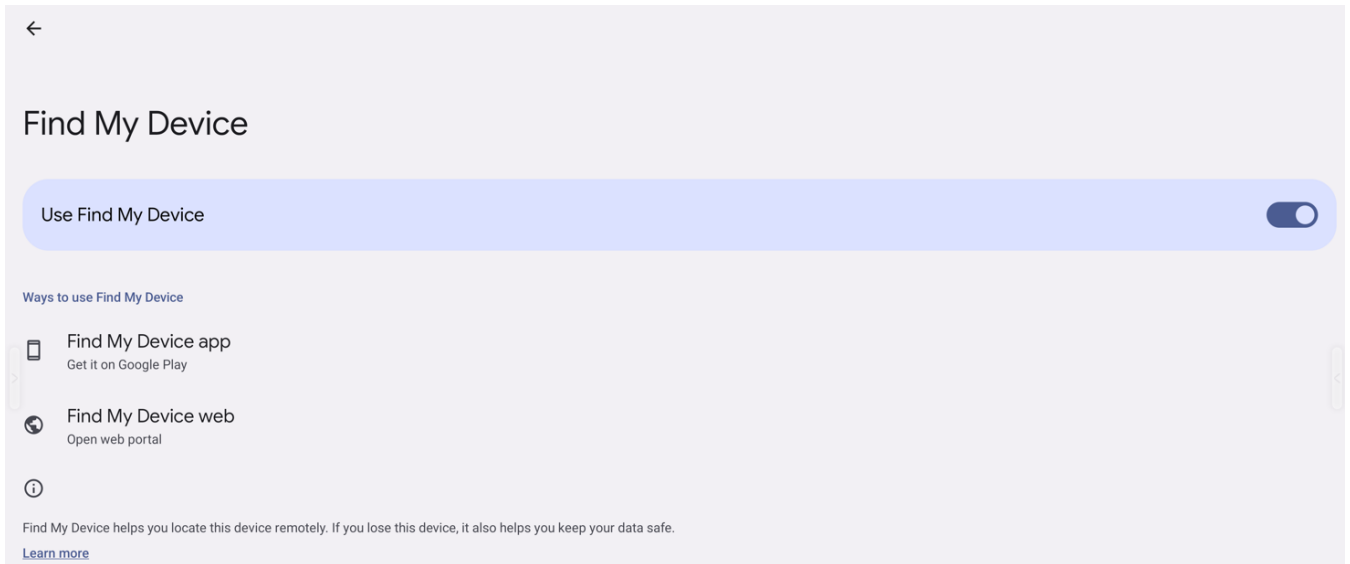 Find My Device
Use Find My Device
Ways to use Find My Device
Find My Device app
Get it on Google Play
Find My Device web
Open web portal
Find My Device helps you locate this device remotely. If you lose this device, it also helps you keep your data safe.
Learn more